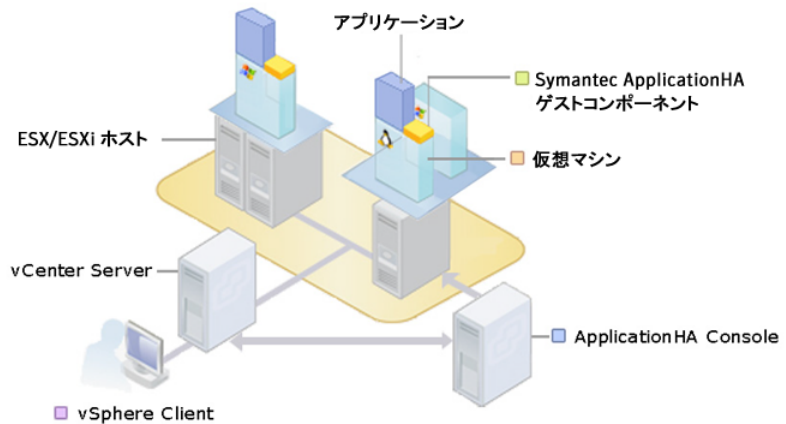 アプリケーション
Symantec ApplicationHA
ゲストコンポーネント
ESX/ESXi ホスト
仮想マシン
vCenter Server
ApplicationHA Console
vSphere Client